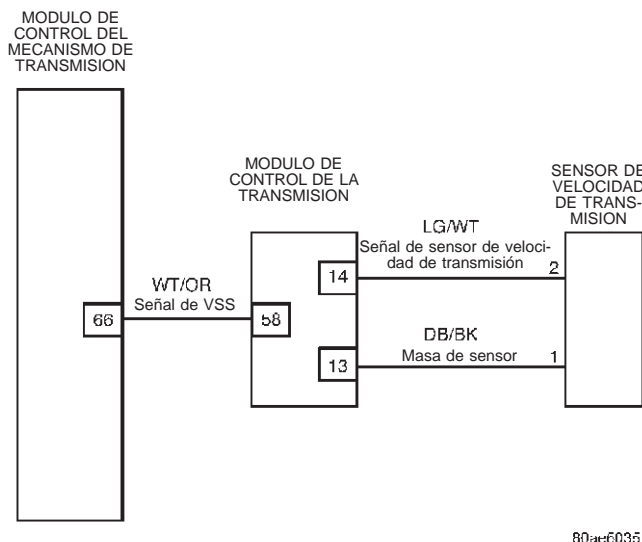 MODULO DE
CONTROL DEL
MECANISMO DE
TRANSMISION
MODULO DE
CONTROL DE LA
TRANSMISION
SENSOR DE
VELOCIDAD
DE TRANS-
MISION
LG/WT
Señal de sensor de veloci-
dad de transmisión
14
2
WT/OR
Señal de VSS
66
58
DB/BK
Masa de sensor
13
1
80ae6035